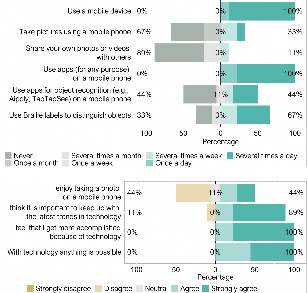 Use a mobile device 0% 0% 100%
Take pictures using a mobile phone 67% 0% 33%
Share your own photos or videos
with others 89% 0% 11%
Use apps (for any purpose)
on a mobile phone 0% 0% 100%
Use apps for object recognition (e.g.,
Aipoly, TapTapSee) on a mobile phone 44% 11% 44%
Use Braille labels to distinguish objects 33% 0% 67%
100 50 0 50 100
Percentage
Never Several times a month Several times a week Several times a day
Once a month Once a week Once a day
enjoy taking a photo
on a mobile phone 44% 11% 44%
think it is important to keep up with
the latest trends in technology 11% 0% 89%
feel that I get more accomplished
because of technology 0% 0% 100%
With technology anything is possible 0% 0% 100%
100 50 0 50 100
Percentage
Strongly disagree Disagree Neutral Agree Strongly agree